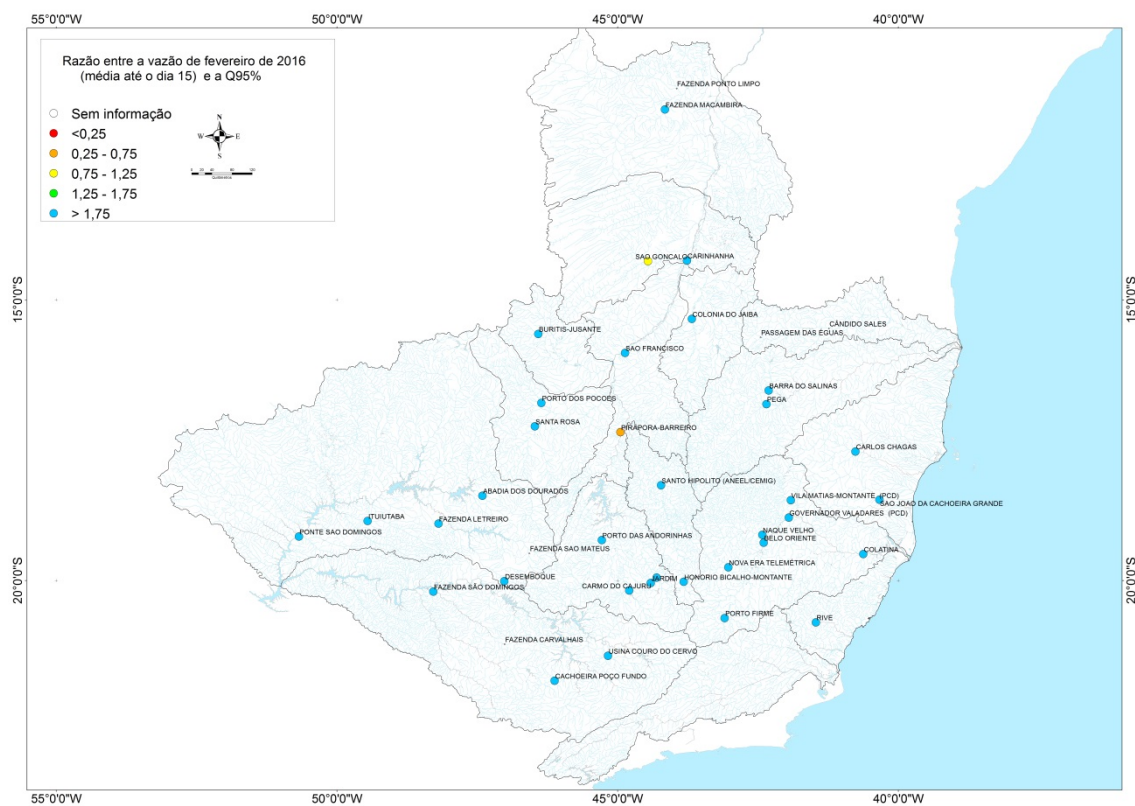 55°0'0"W
50°0'0"W
45°0'0"W
40°0'0"W
Razão entre a vazão de fevereiro de 2016
(média até o dia 15) e a Q95%
Sem informação
<0,25
0,25 - 0,75
0,75 - 1,25
1,25 - 1,75
> 1,75
N
W
E
S
FAZENDA PONTO LIMPO
FAZENDA MACAMBIRA
SAO GONCALO
CARINHANHA
15°0'0"S
15°0'0"S
COLONIA DO JAIBA
CÂNDIDO SALES
BURITIS-JUSANTE
PASSAGEM DAS ÉGUAS
SAO FRANCISCO
BARRA DO SALINAS
PORTO DOS POCOES
PEGA
SANTA ROSA
PIRAPORA-BARREIRO
CARLOS CHAGAS
SANTO HIPOLITO (ANEEL/CEMIG)
ABADIA DOS DOURADOS
VILA MATIAS-MONTANTE (PCD)
SAO JOAO DA CACHOEIRA GRANDE
ITUIUTABA
FAZENDA LETREIRO
GOVERNADOR VALADARES (PCD)
PONTE SAO DOMINGOS
PORTO DAS ANDORINHAS
NAQUE VELHO
BELO ORIENTE
FAZENDA SAO MATEUS
COLATINA
NOVA ERA TELEMÉTRICA
20°0'0"S
20°0'0"S
DESEMBOQUE
JARDIM
HONORIO BICALHO-MONTANTE
FAZENDA SÃO DOMINGOS
CARMO DO CAJURU
PORTO FIRME
RIVE
FAZENDA CARVALHAIS
USINA COURO DO CERVO
CACHOEIRA POÇO FUNDO
55°0'0"W
50°0'0"W
45°0'0"W
40°0'0"W